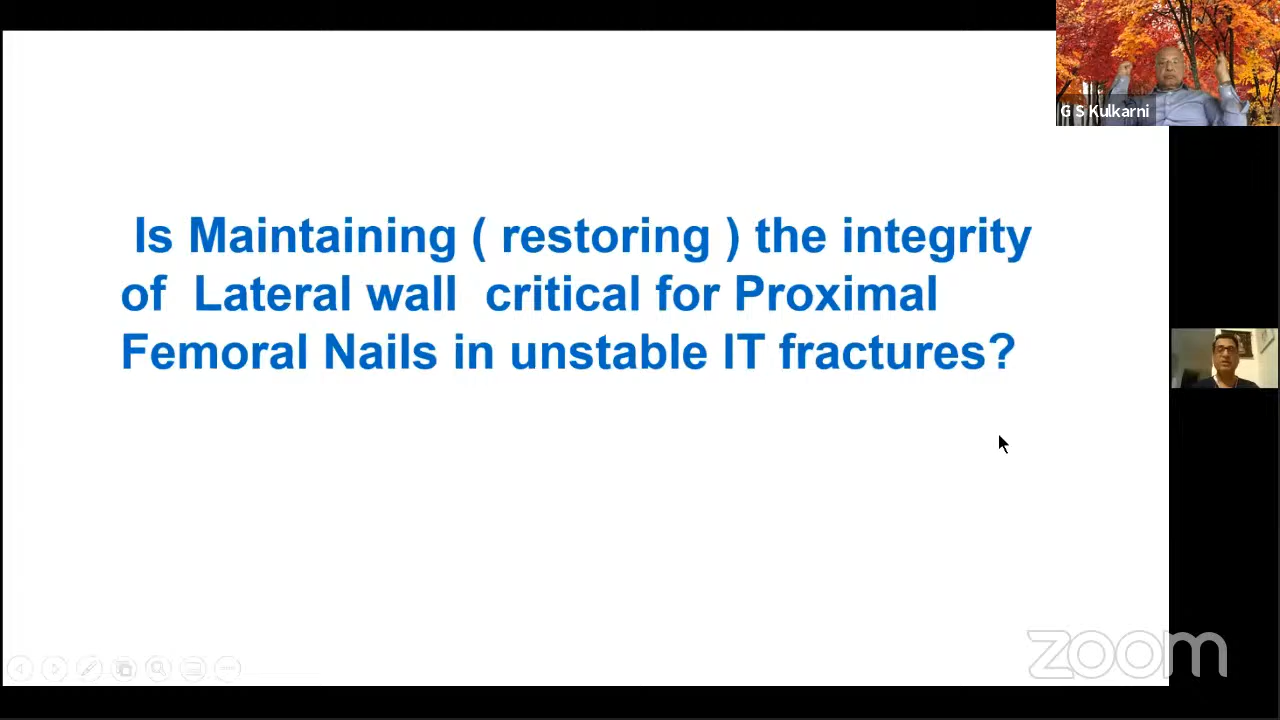 G S Kulkarni
Is Maintaining ( restoring ) the integrity
of Lateral wall critical for Proximal
Femoral Nails in unstable IT fractures?
zoom